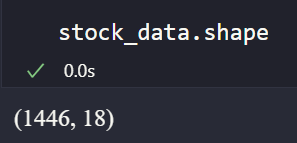 stock_data.shape
0.0s
(1446, 18)